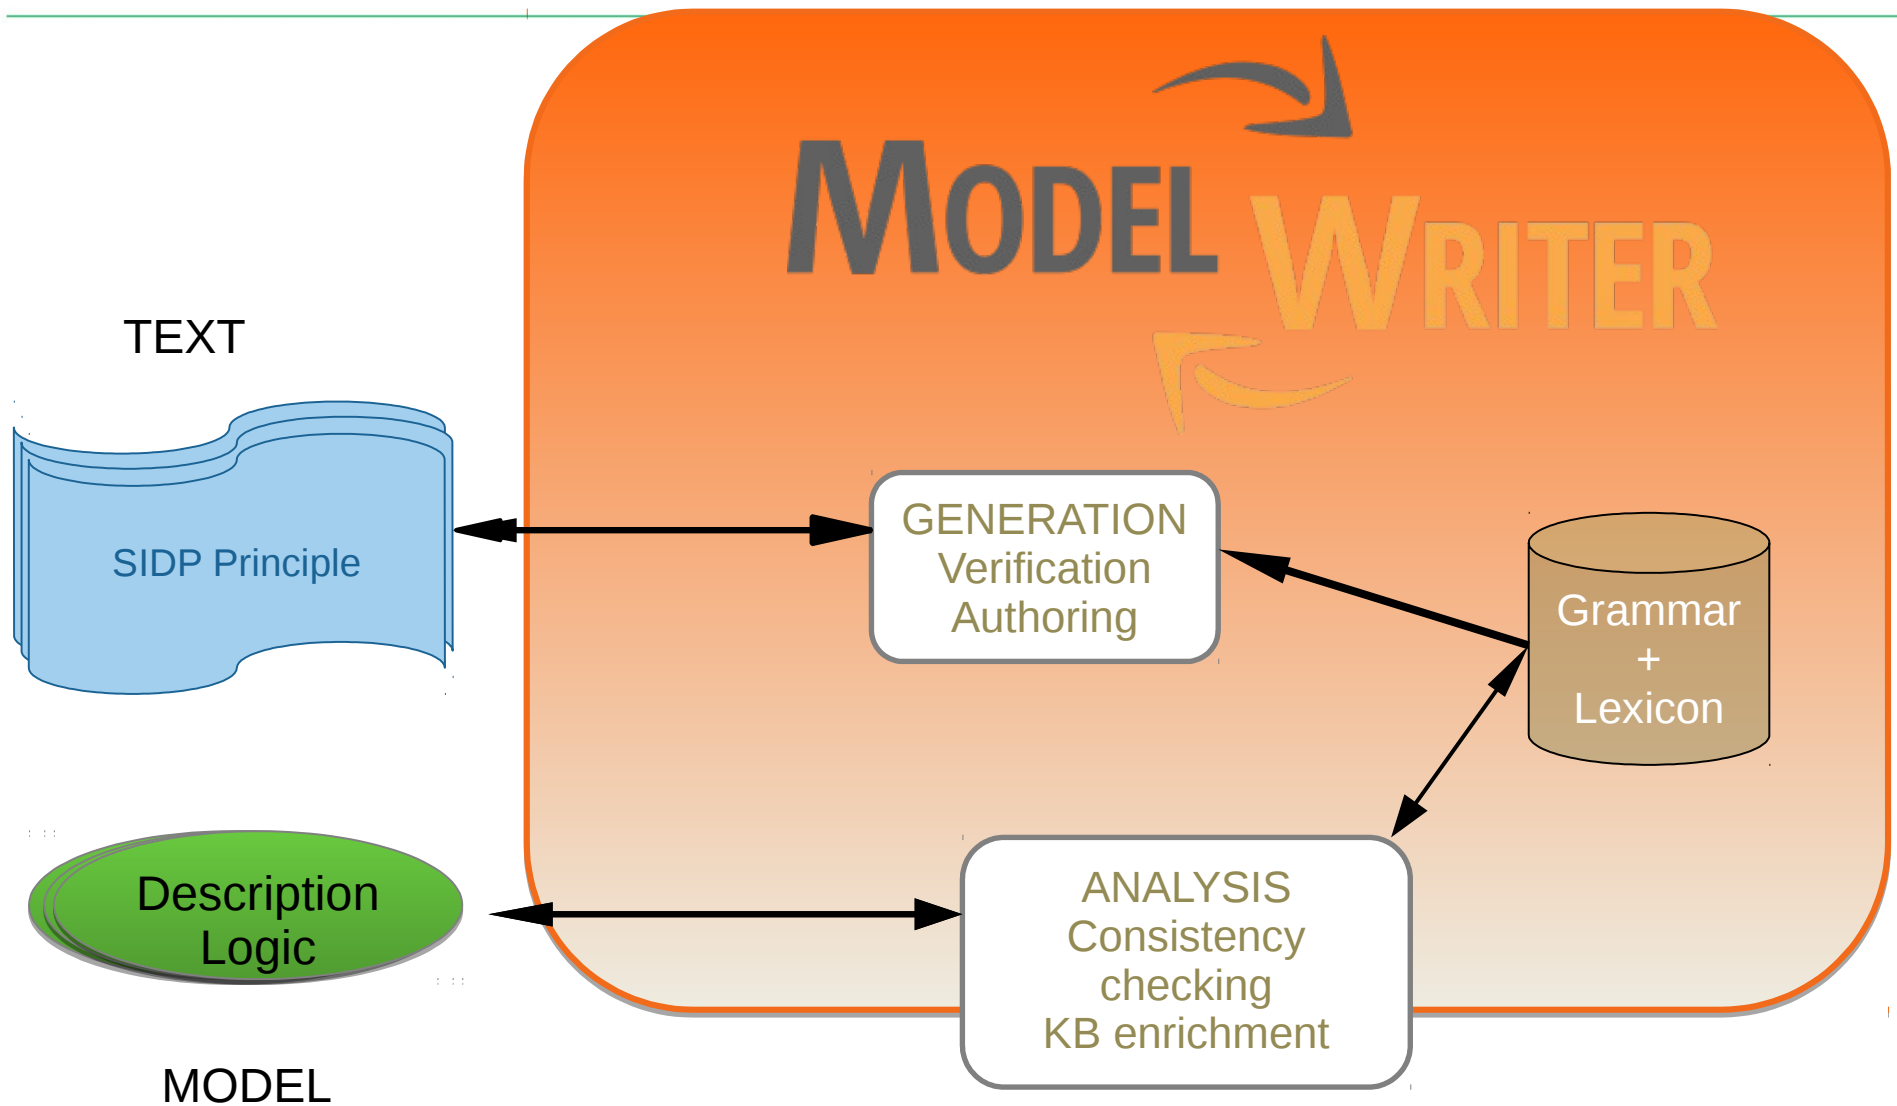 MODEL
WRITER
TEXT
SIDP Principle
GENERATION
Verification
Authoring
Grammar
+
Lexicon
Description
Logic
ANALYSIS
Consistency
checking
KB enrichment
MODEL